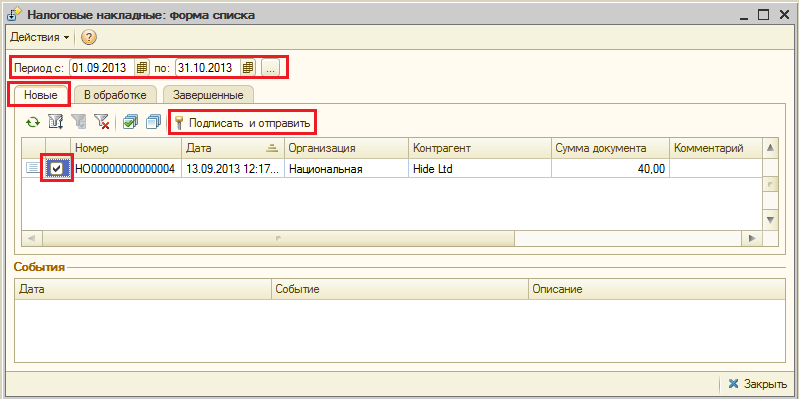 Налоговые накладные: форма списка
Действия
Период с: 01.09.2013 по: 31.10.2013 ...
Новые В обработке Завершенные
Подписать и отправить
Номер Дата Организация Контрагент Сумма документа Комментарий
НО00000000000004 13.09.2013 12:17... Национальная Hide Ltd 40,00
События
Дата Событие Описание
Закрыть